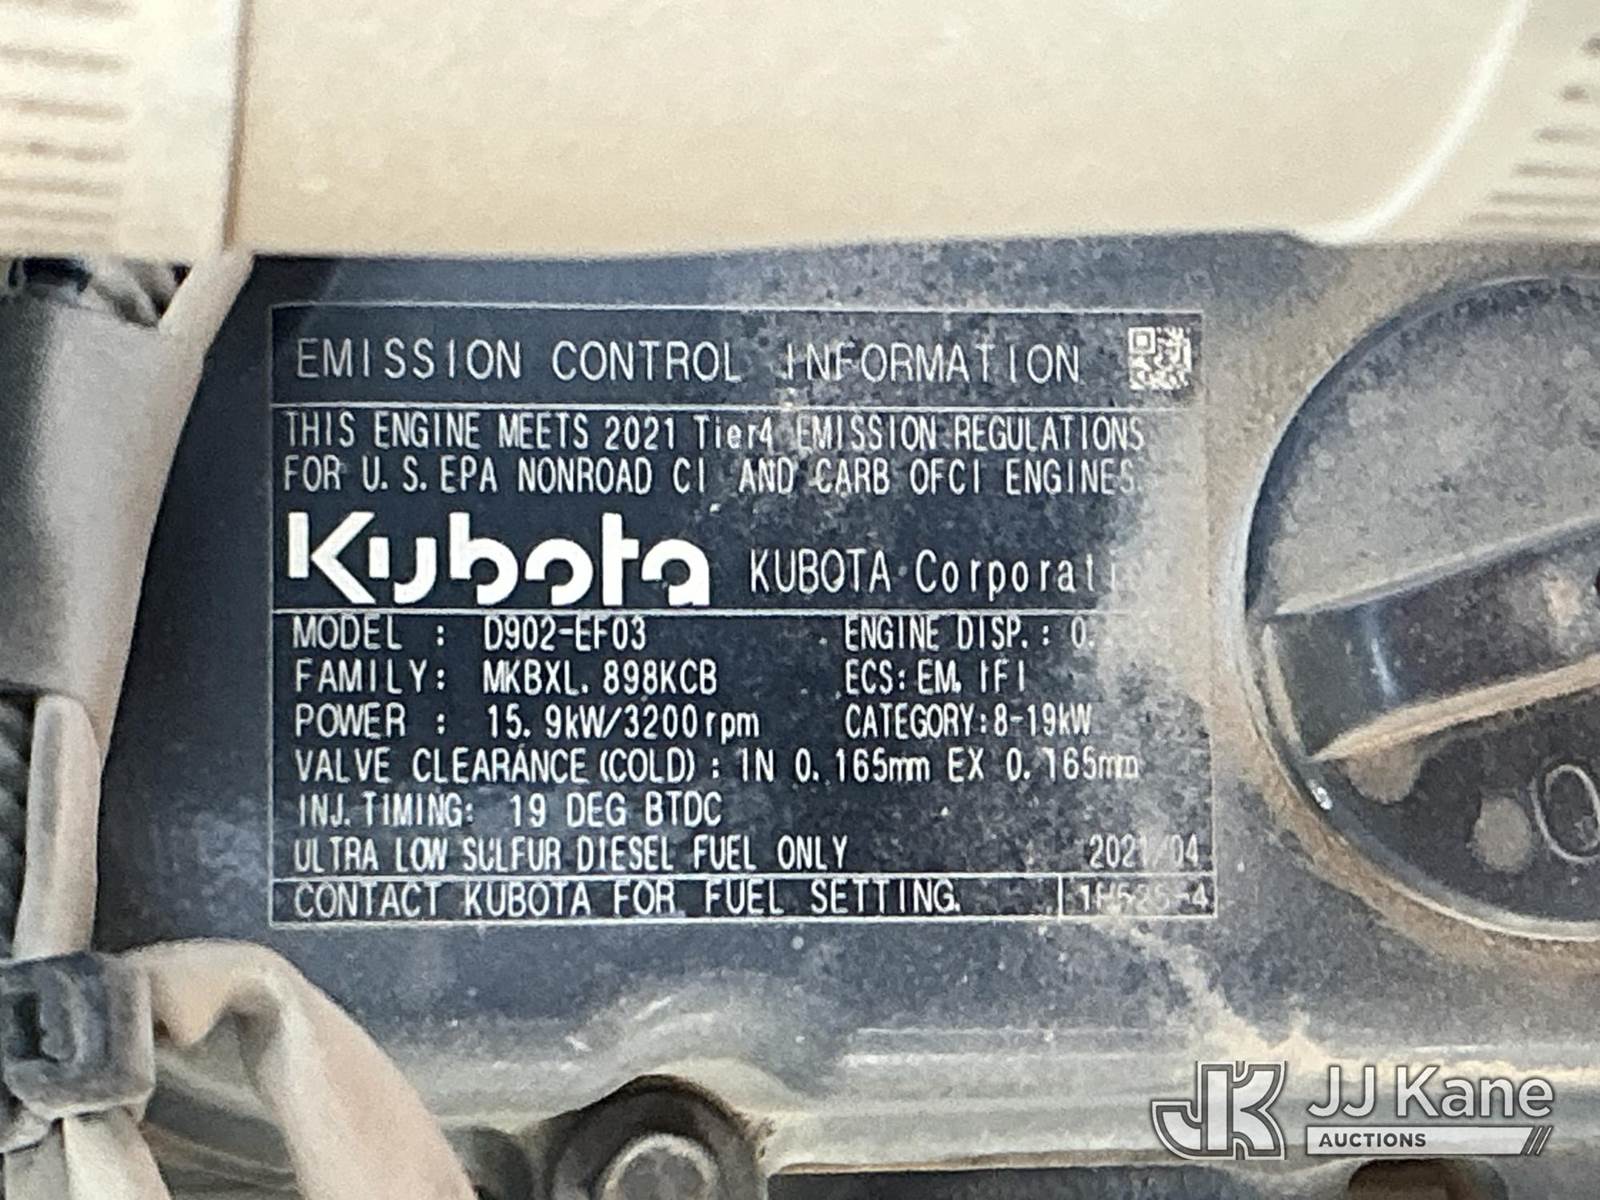 EMISSION CONTROL INFORMATION
THIS ENGINE MEETS 2021 Tier4 EMISSION REGULATIONS
FOR U.S.EPA NONROAD CI AND CARB OFCI ENGINES.
Kubota KUBOTA Corporati
MODEL : D902-EF03 ENGINE DISP.: 0.
FAMILY: MKBXL.898KCB ECS: EM, IFI
POWER : 15.9kW/3200rpm CATEGORY:8-19kW
VALVE CLEARANCE(COLD): IN 0.165mm EX 0.165mm
INJ.TIMING: 19 DEG BTDC
ULTRA LOW SULFUR DIESEL FUEL ONLY 2021/04
CONTACT KUBOTA FOR FUEL SETTING.
JK JJ Kane
AUCTIONS